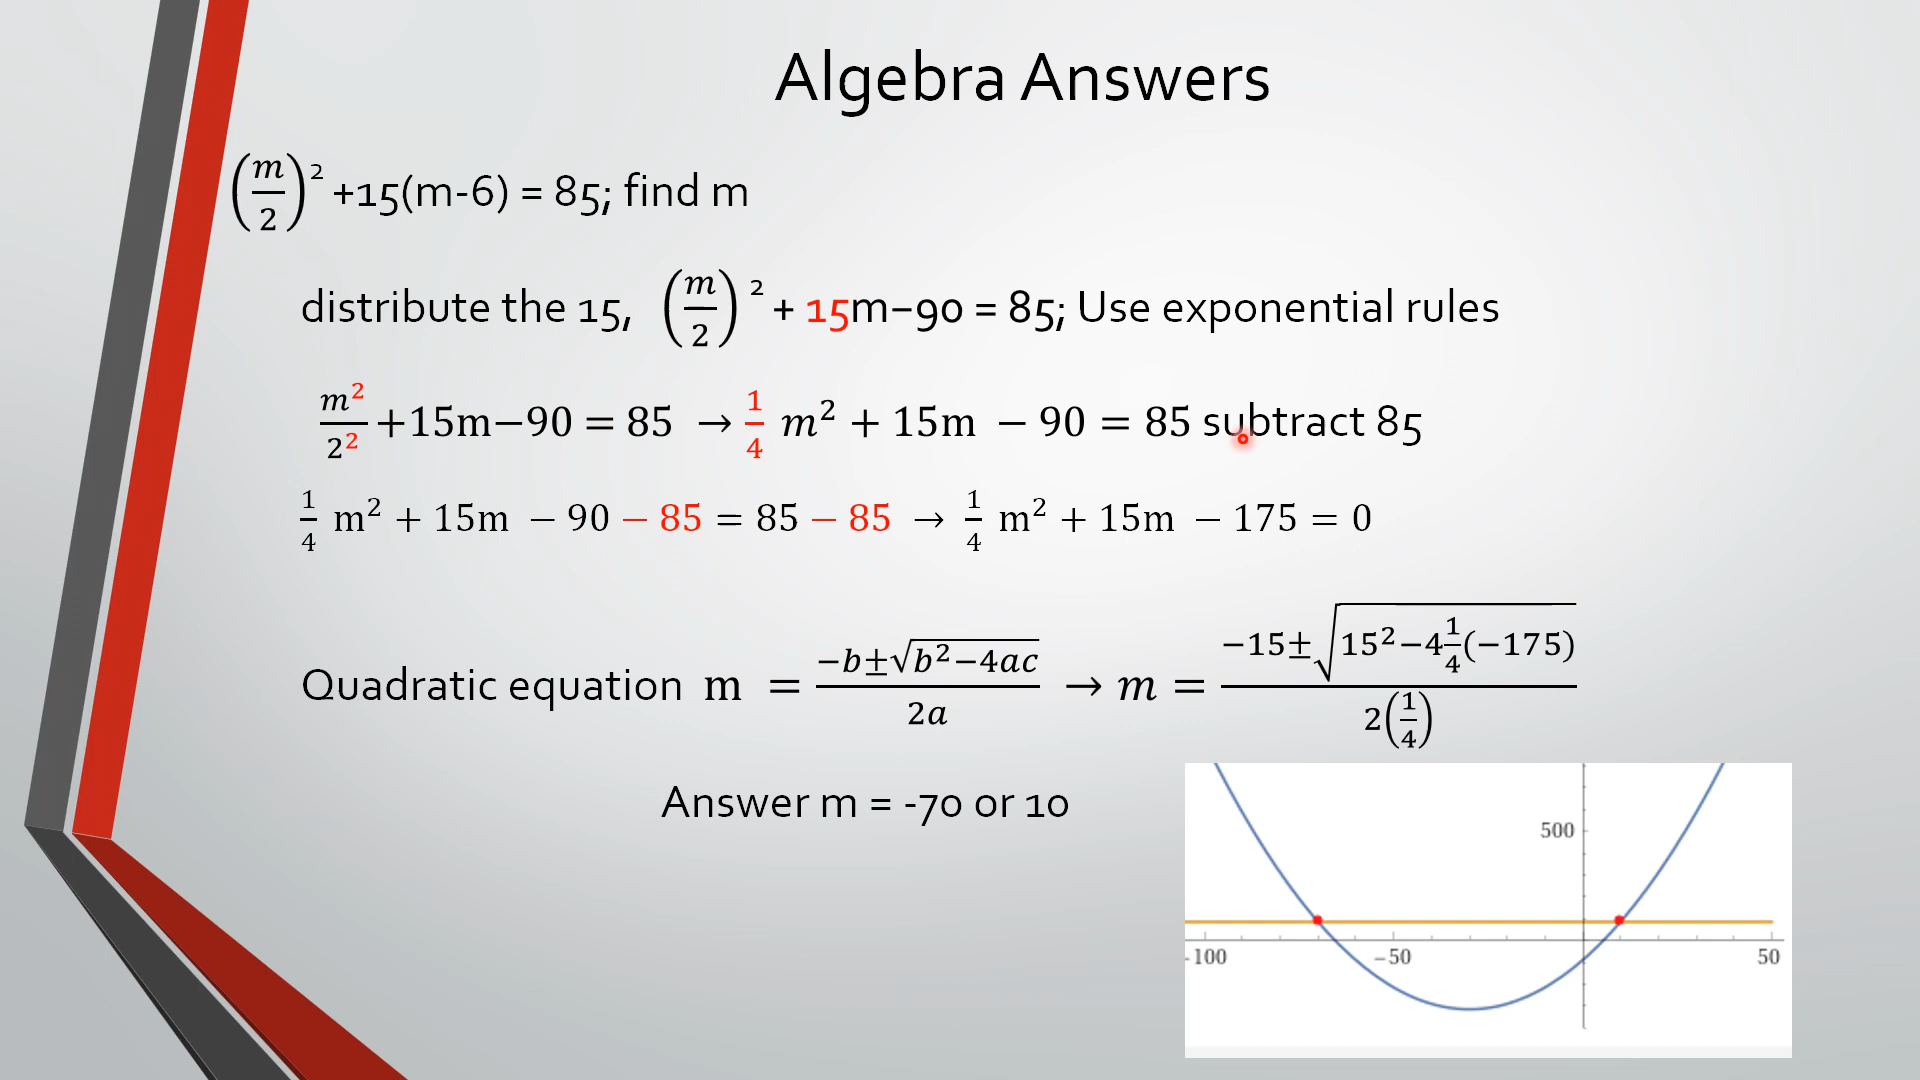 Algebra Answers
(m/2)² +15(m-6) = 85; find m
distribute the 15, (m/2)² + 15m–90 = 85; Use exponential rules
m²/2² +15m−90 = 85 → 1/4 m² + 15m − 90 = 85 subtract 85
1/4 m² + 15m − 90 − 85 = 85 − 85 → 1/4 m² + 15m − 175 = 0
Quadratic equation m = (−b±√(b²−4ac))/2a → m = (−15±√(15²−4 1/4(−175)))/2(1/4)
Answer m = -70 or 10
500
-100 −50 50